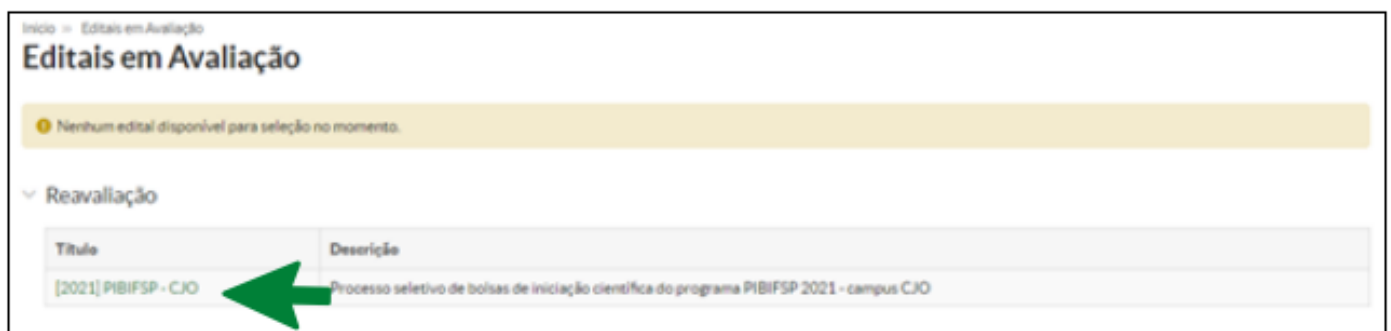 Início » Editais em Avaliação
Editais em Avaliação
Nenhum edital disponível para seleção no momento.
Reavaliação
Título Descrição
[2021] PIBIFSP - CJO Processo seletivo de bolsas de iniciação científica do programa PIBIFSP 2021 - campus CJO